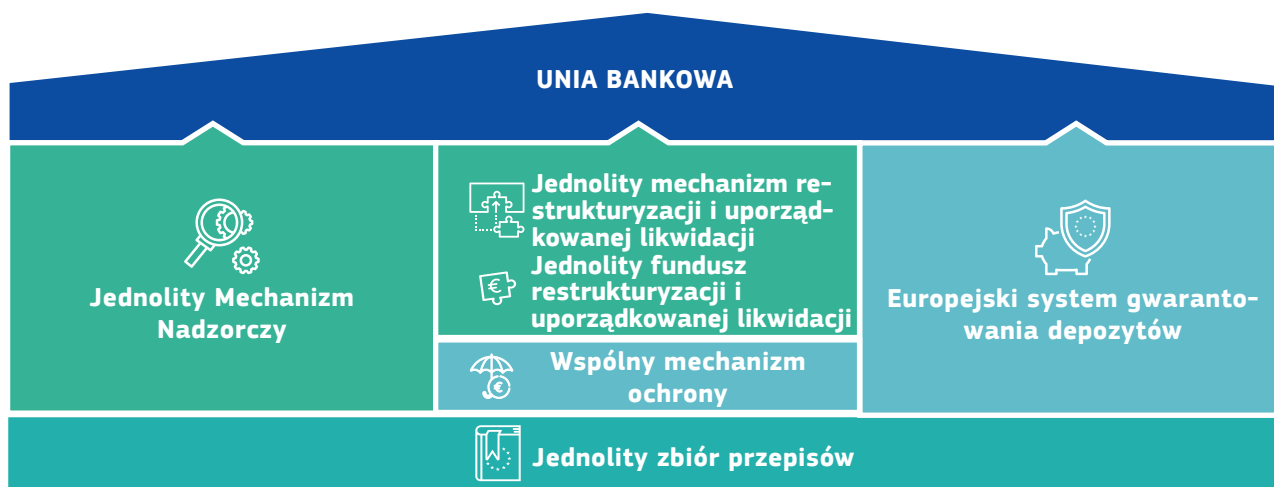 UNIA BANKOWA
Jednolity Mechanizm
Nadzorczy
Jednolity mechanizm re-
strukturyzacji i uporząd-
kowanej likwidacji
Jednolity fundusz
restrukturyzacji i
uporządkowanej likwidacji
Wspólny mechanizm
ochrony
Europejski system gwaranto-
wania depozytów
Jednolity zbiór przepisów